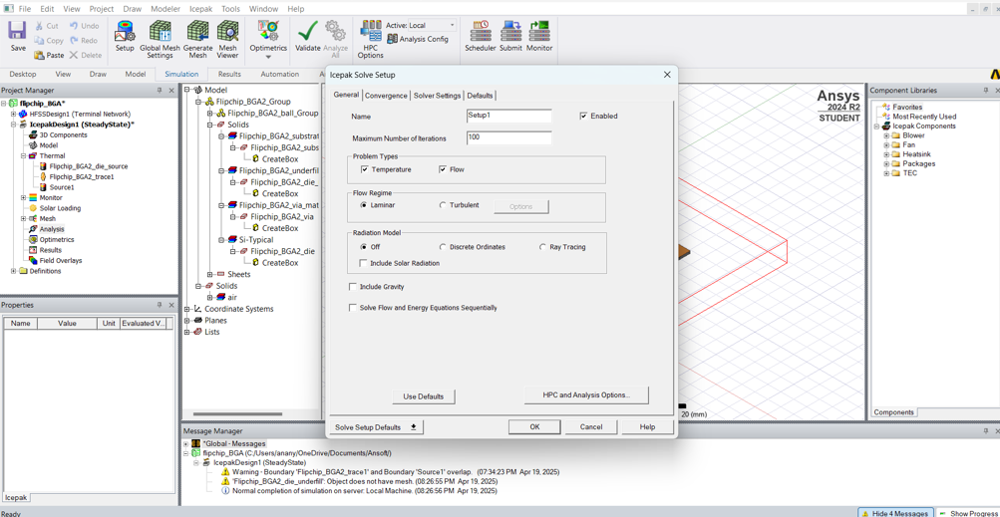 File Edit View Project Draw Modeler Icepak Tools Window Help
Save
Cut
Copy
Paste
Undo
Redo
Delete
Setup
Global Mesh Settings
Generate Mesh
Mesh Viewer
Optimetrics
Validate
Analyze All
HPC Options
Active: Local
Analysis Config
Scheduler
Submit
Monitor
Desktop View Draw Model Simulation Results Automation
Project Manager
flipchip_BGA*
HFSSDesign1 (Terminal Network)
IcepakDesign1 (SteadyState)*
3D Components
Model
Thermal
Flipchip_BGA2_die_source
Flipchip_BGA2_trace1
Source1
Monitor
Solar Loading
Mesh
Analysis
Optimetrics
Results
Field Overlays
Definitions
Properties
Name Value Unit Evaluated V...
Icepak
Model
Flipchip_BGA2_Group
Flipchip_BGA2_ball_Group
Solids
Flipchip_BGA2_substrat
Flipchip_BGA2_subs
CreateBox
Flipchip_BGA2_underfil
Flipchip_BGA2_die_
CreateBox
Flipchip_BGA2_via_mat
Flipchip_BGA2_via
CreateBox
Si-Typical
Flipchip_BGA2_die
CreateBox
Sheets
Solids
air
Coordinate Systems
Planes
Lists
Icepak Solve Setup
General Convergence Solver Settings Defaults
Name Setup1 Enabled
Maximum Number of Iterations 100
Problem Types
Temperature Flow
Flow Regime
Laminar Turbulent Options
Radiation Model
Off Discrete Ordinates Ray Tracing
Include Solar Radiation
Include Gravity
Solve Flow and Energy Equations Sequentially
Use Defaults HPC and Analysis Options...
Solve Setup Defaults OK Cancel Help
Ansys
2024 R2
STUDENT
20 (mm)
Component Libraries
Favorites
Most Recently Used
Icepak Components
Blower
Fan
Heatsink
Packages
TEC
Components
Message Manager
*Global - Messages
flipchip_BGA (C:/Users/anany/OneDrive/Documents/Ansoft/)
IcepakDesign1 (SteadyState)
Warning - Boundary 'Flipchip_BGA2_trace1' and Boundary 'Source1' overlap. (07:34:23 PM Apr 19, 2025)
'Flipchip_BGA2_die_underfill': Object does not have mesh. (08:26:55 PM Apr 19, 2025)
Normal completion of simulation on server: Local Machine. (08:26:56 PM Apr 19, 2025)
Ready
Hide 4 Messages Show Progress